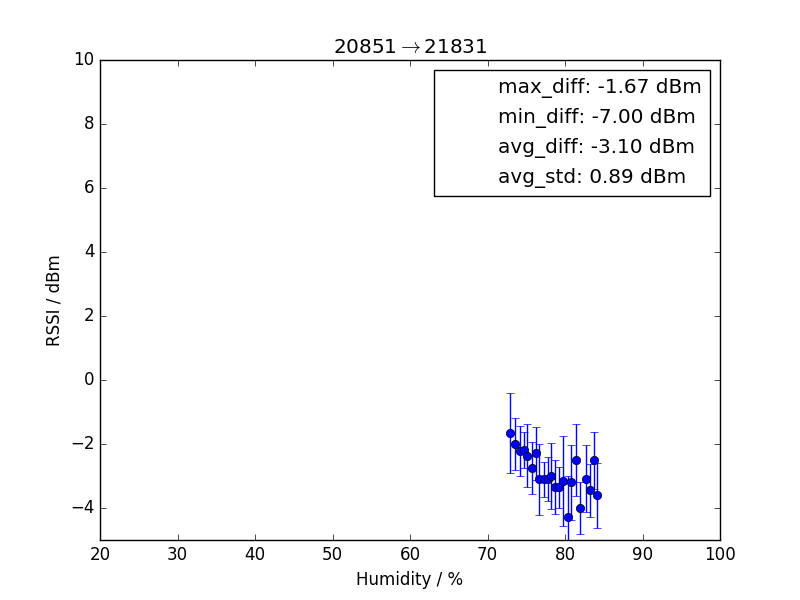 20851→21831
max_diff: -1.67 dBm
min_diff: -7.00 dBm
avg_diff: -3.10 dBm
avg_std: 0.89 dBm
10
8
6
4
2
0
−2
−4
RSSI / dBm
20 30 40 50 60 70 80 90 100
Humidity / %